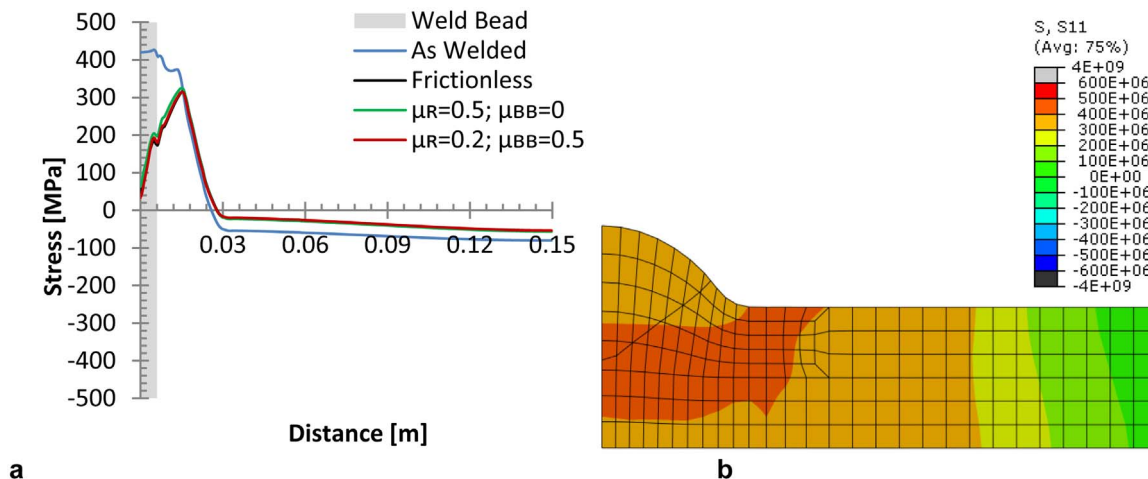 500
400
300
200
100
0
-100
-200
-300
-400
-500
Stress [MPa]
0.03
0.06
0.09
0.12
0.15
Distance [m]
Weld Bead
As Welded
Frictionless
μR=0.5; μBB=0
μR=0.2; μBB=0.5
a
S, S11
(Avg: 75%)
4E+09
600E+06
500E+06
400E+06
300E+06
200E+06
100E+06
0E+00
-100E+06
-200E+06
-300E+06
-400E+06
-500E+06
-600E+06
-4E+09
b